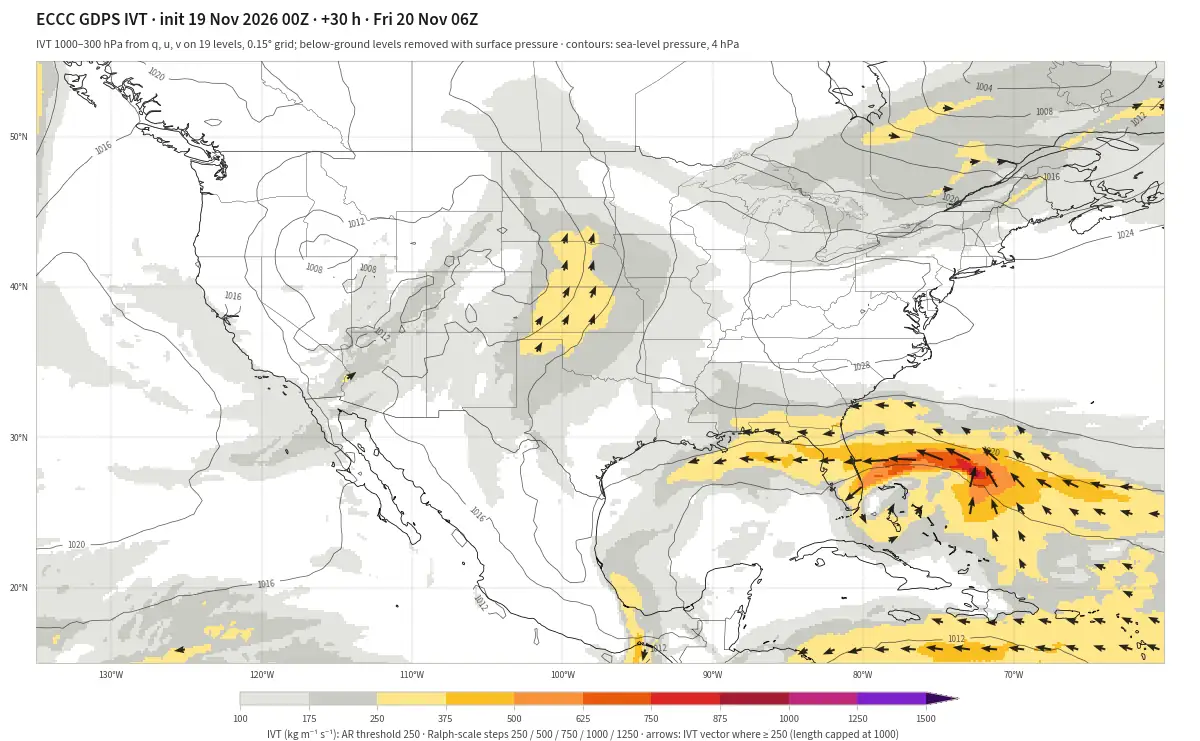 ECCC GDPS IVT · init 19 Nov 2026 00Z · +30 h · Fri 20 Nov 06Z
IVT 1000–300 hPa from q, u, v on 19 levels, 0.15° grid; below-ground levels removed with surface pressure · contours: sea-level pressure, 4 hPa
1020
1004
1008
1012
50°N
1016
1016
1012
1024
1008
1008
40°N
1016
1012
1028
30°N
1016
1020
1016
20°N
1012
1012
1012
130°W
120°W
110°W
100°W
90°W
80°W
70°W
100
175
250
375
500
625
750
875
1000
1250
1500
IVT (kg m⁻¹ s⁻¹): AR threshold 250 · Ralph-scale steps 250 / 500 / 750 / 1000 / 1250 · arrows: IVT vector where ≥ 250 (length capped at 1000)